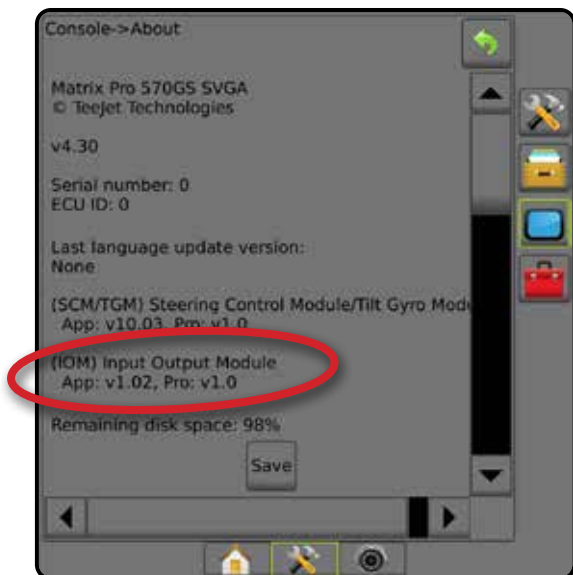 Console->About
Matrix Pro 570GS SVGA
© TeeJet Technologies
v4.30
Serial number: 0
ECU ID: 0
Last language update version:
None
(SCM/TGM) Steering Control Module/Tilt Gyro Modu
App: v10.03, Pro: v1.0
(IOM) Input Output Module
App: v1.02, Pro: v1.0
Remaining disk space: 98%
Save